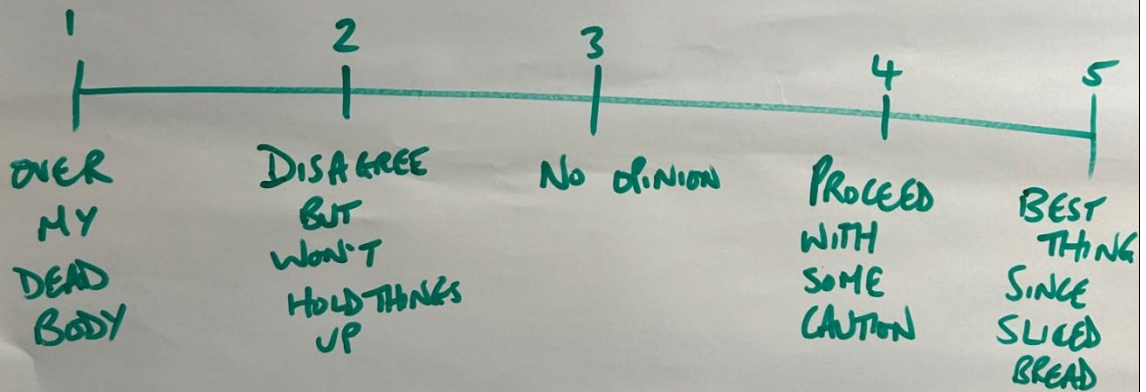 1
2
3
4
5
OVER
MY
DEAD
BODY
DISAGREE
BUT
WON'T
HOLD THINGS
UP
NO OPINION
PROCEED
WITH
SOME
CAUTION
BEST
THING
SINCE
SLICED
BREAD